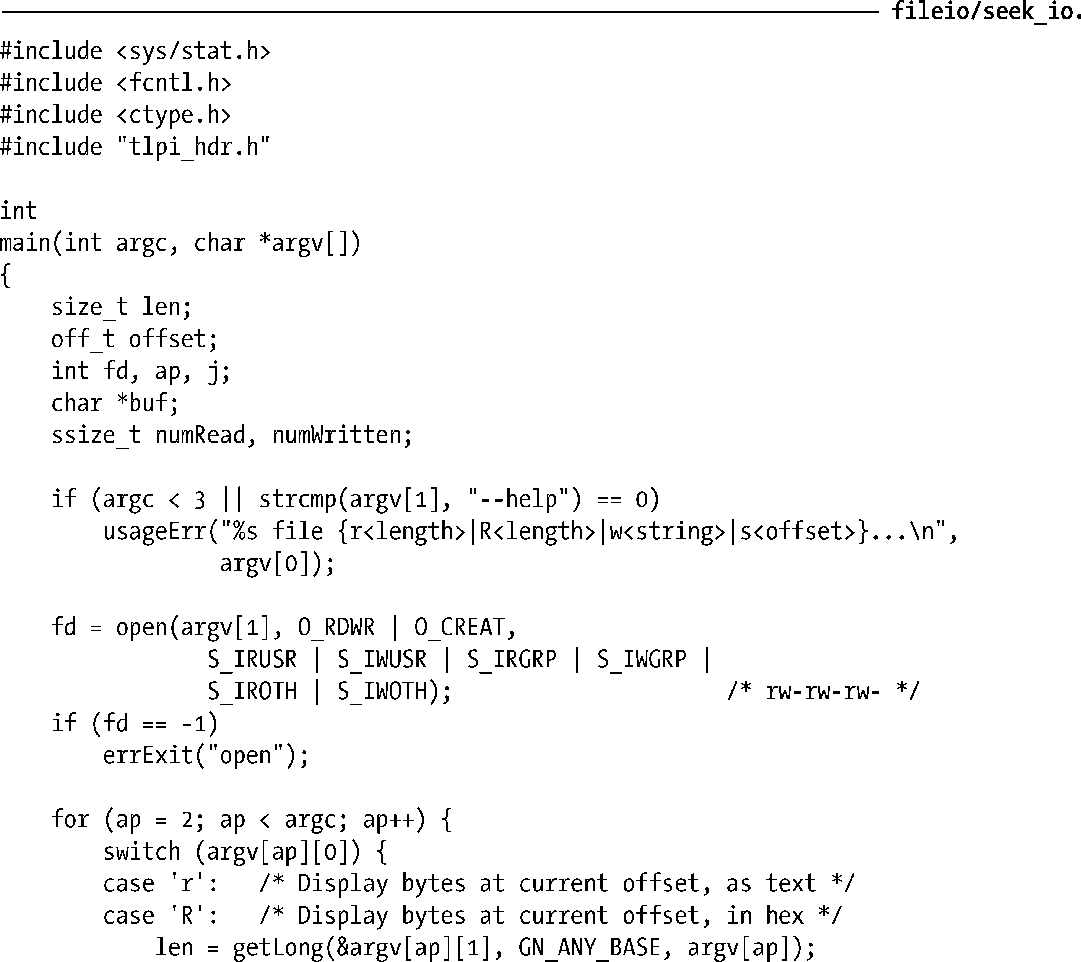 fileio/seek_io.
#include <sys/stat.h>
#include <fcntl.h>
#include <ctype.h>
#include "tlpi_hdr.h"

int
main(int argc, char *argv[])
{
    size_t len;
    off_t offset;
    int fd, ap, j;
    char *buf;
    ssize_t numRead, numWritten;

    if (argc < 3 || strcmp(argv[1], "--help") == 0)
        usageErr("%s file {r<length>|R<length>|w<string>|s<offset>}...\n",
                 argv[0]);

    fd = open(argv[1], O_RDWR | O_CREAT,
                S_IRUSR | S_IWUSR | S_IRGRP | S_IWGRP |
                S_IROTH | S_IWOTH);                     /* rw-rw-rw- */
    if (fd == -1)
        errExit("open");

    for (ap = 2; ap < argc; ap++) {
        switch (argv[ap][0]) {
        case 'r':   /* Display bytes at current offset, as text */
        case 'R':   /* Display bytes at current offset, in hex */
            len = getLong(&argv[ap][1], GN_ANY_BASE, argv[ap]);